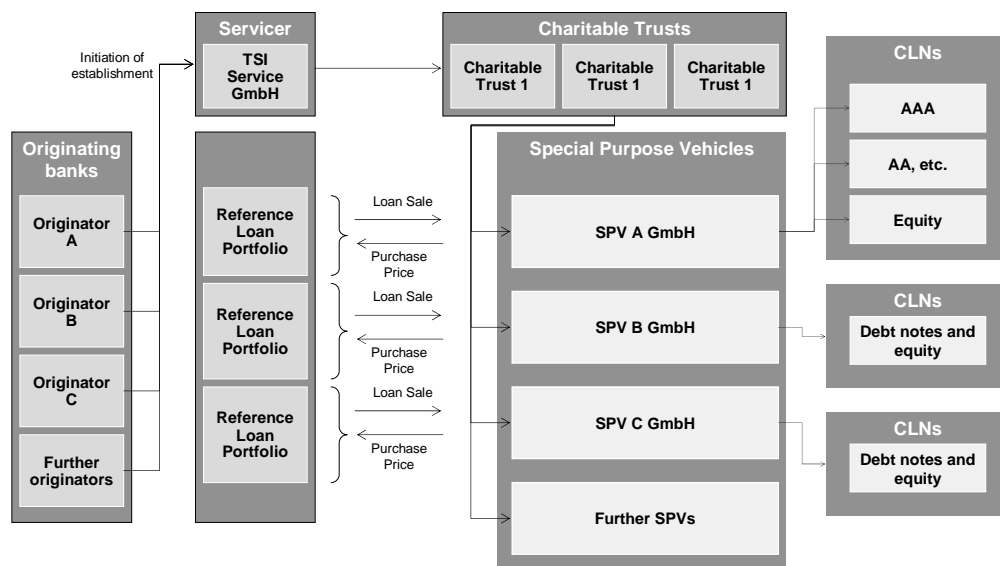 Servicer
TSI
Service
GmbH
Initiation of
establishment
Charitable Trusts
Charitable
Trust 1
Charitable
Trust 1
Charitable
Trust 1
CLNs
AAA
AA, etc.
Equity
Originating
banks
Originator
A
Originator
B
Originator
C
Further
originators
Reference
Loan
Portfolio
Reference
Loan
Portfolio
Reference
Loan
Portfolio
Loan Sale
Purchase
Price
Loan Sale
Purchase
Price
Loan Sale
Purchase
Price
Special Purpose Vehicles
SPV A GmbH
SPV B GmbH
SPV C GmbH
Further SPVs
CLNs
Debt notes and
equity
CLNs
Debt notes and
equity